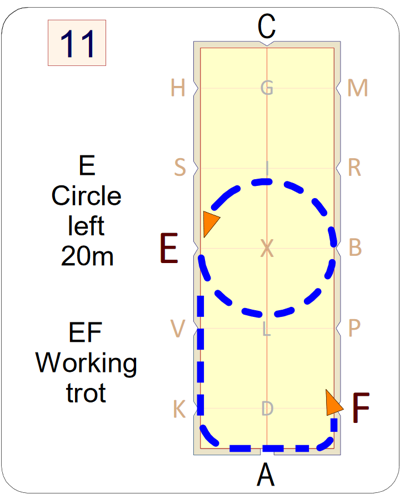 11
C
H G M
S I R
E
Circle
left
20m
E X B
V L P
EF
Working
trot
K D F
A